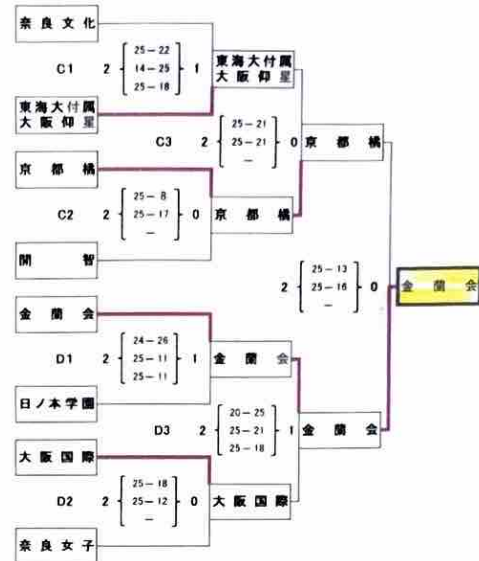 奈良文化
C1 2 25-22 1
14-25
25-18
東海大付属
大阪仰星
東海大付属
大阪仰星
C3 2 25-21 0
25-21
-
京都橘
京都橘
C2 2 25-8 0
25-17
-
京都橘
開智
2 25-13 0
25-16
-
金蘭会
金蘭会
D1 2 24-26 1
25-11
25-11
金蘭会
日ノ本学園
D3 2 20-25 1
25-21
25-18
金蘭会
大阪国際
D2 2 25-18 0
25-12
-
大阪国際
奈良女子